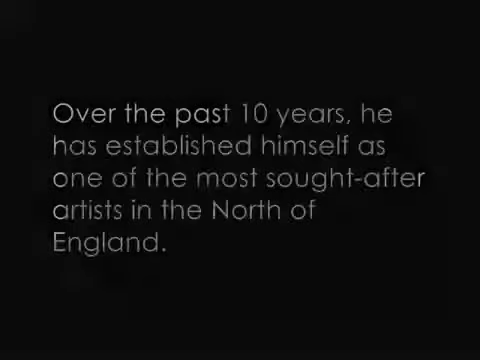 Over the past 10 years, he
has established himself as
one of the most sought-after
artists in the North of
England.